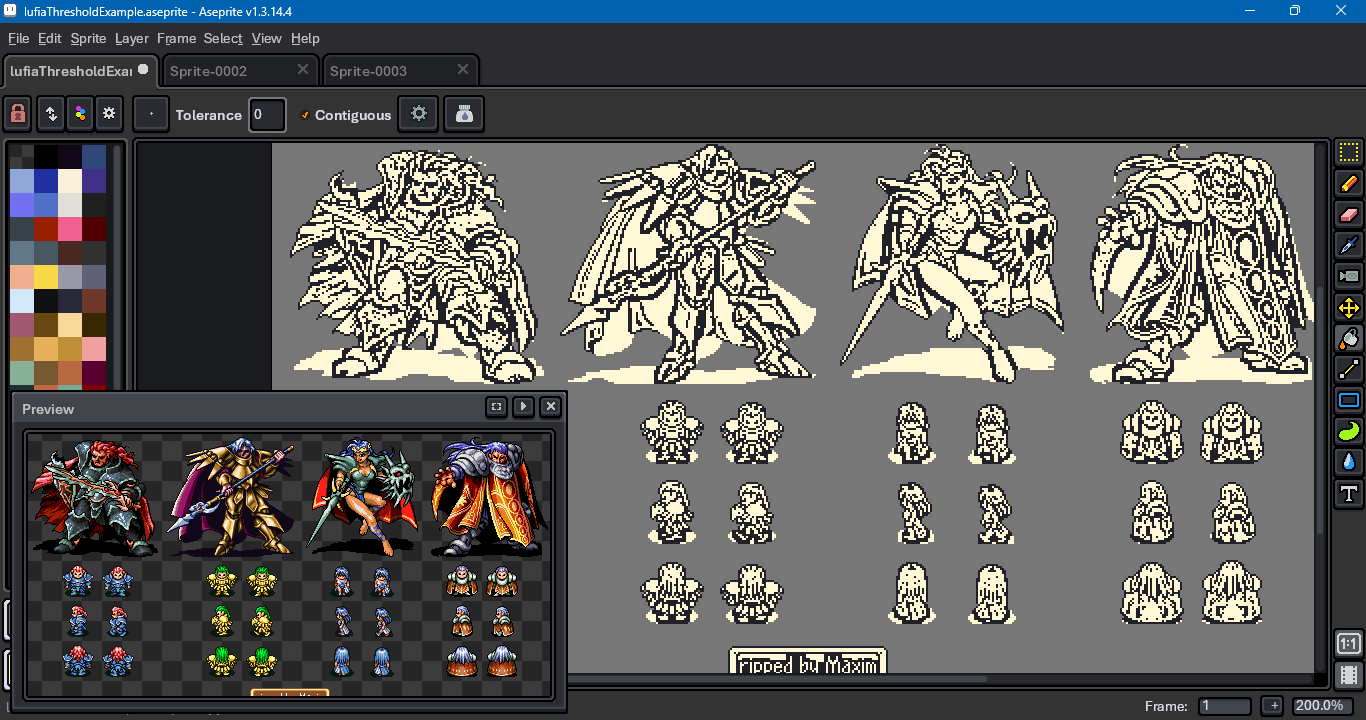 lufiaThresholdExample.aseprite - Aseprite v1.3.14.4
File Edit Sprite Layer Frame Select View Help
lufiaThresholdExa
Sprite-0002
Sprite-0003
Tolerance 0 Contiguous
Preview
ripped by Maxim
1:1
Frame: 1 + 200.0%